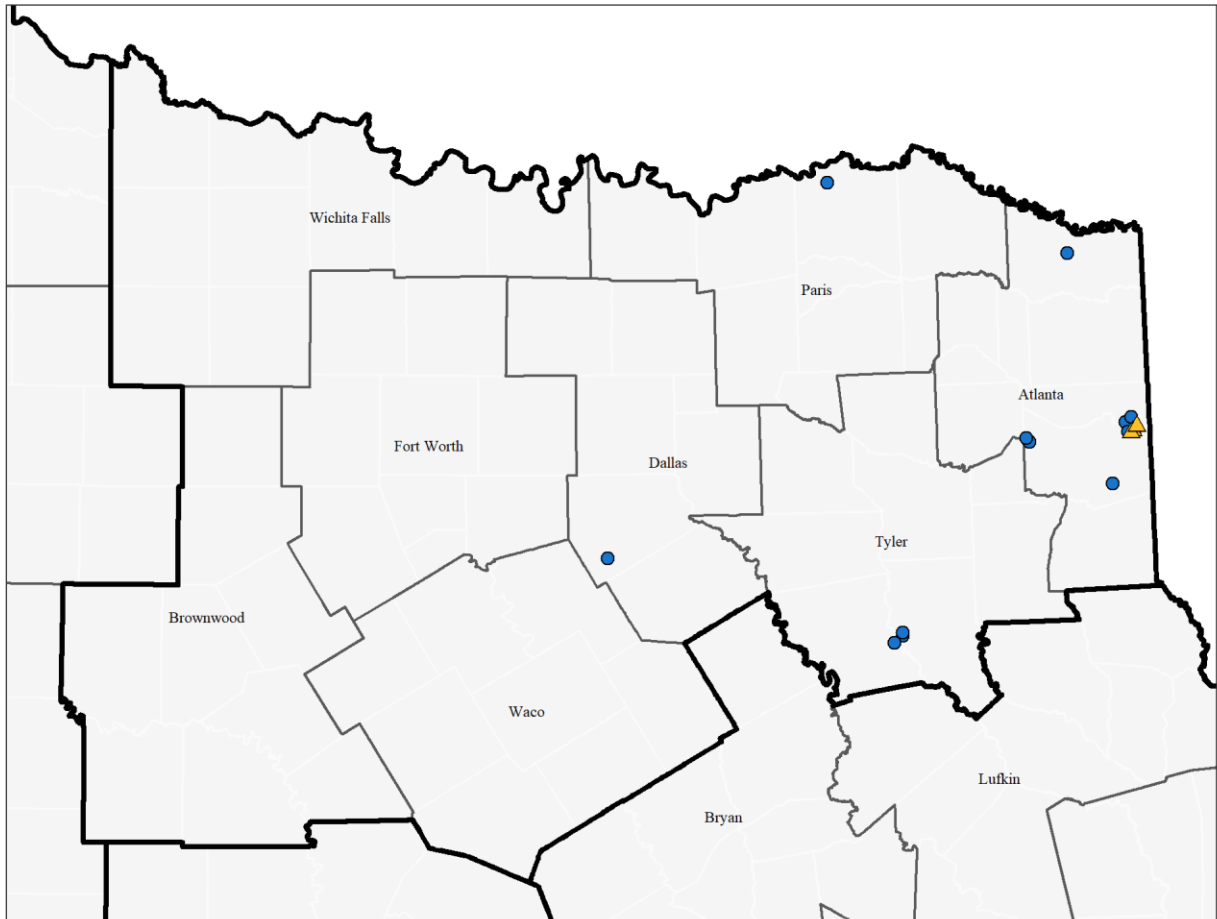 Wichita Falls
Paris
Atlanta
Fort Worth
Dallas
Tyler
Brownwood
Waco
Lufkin
Bryan